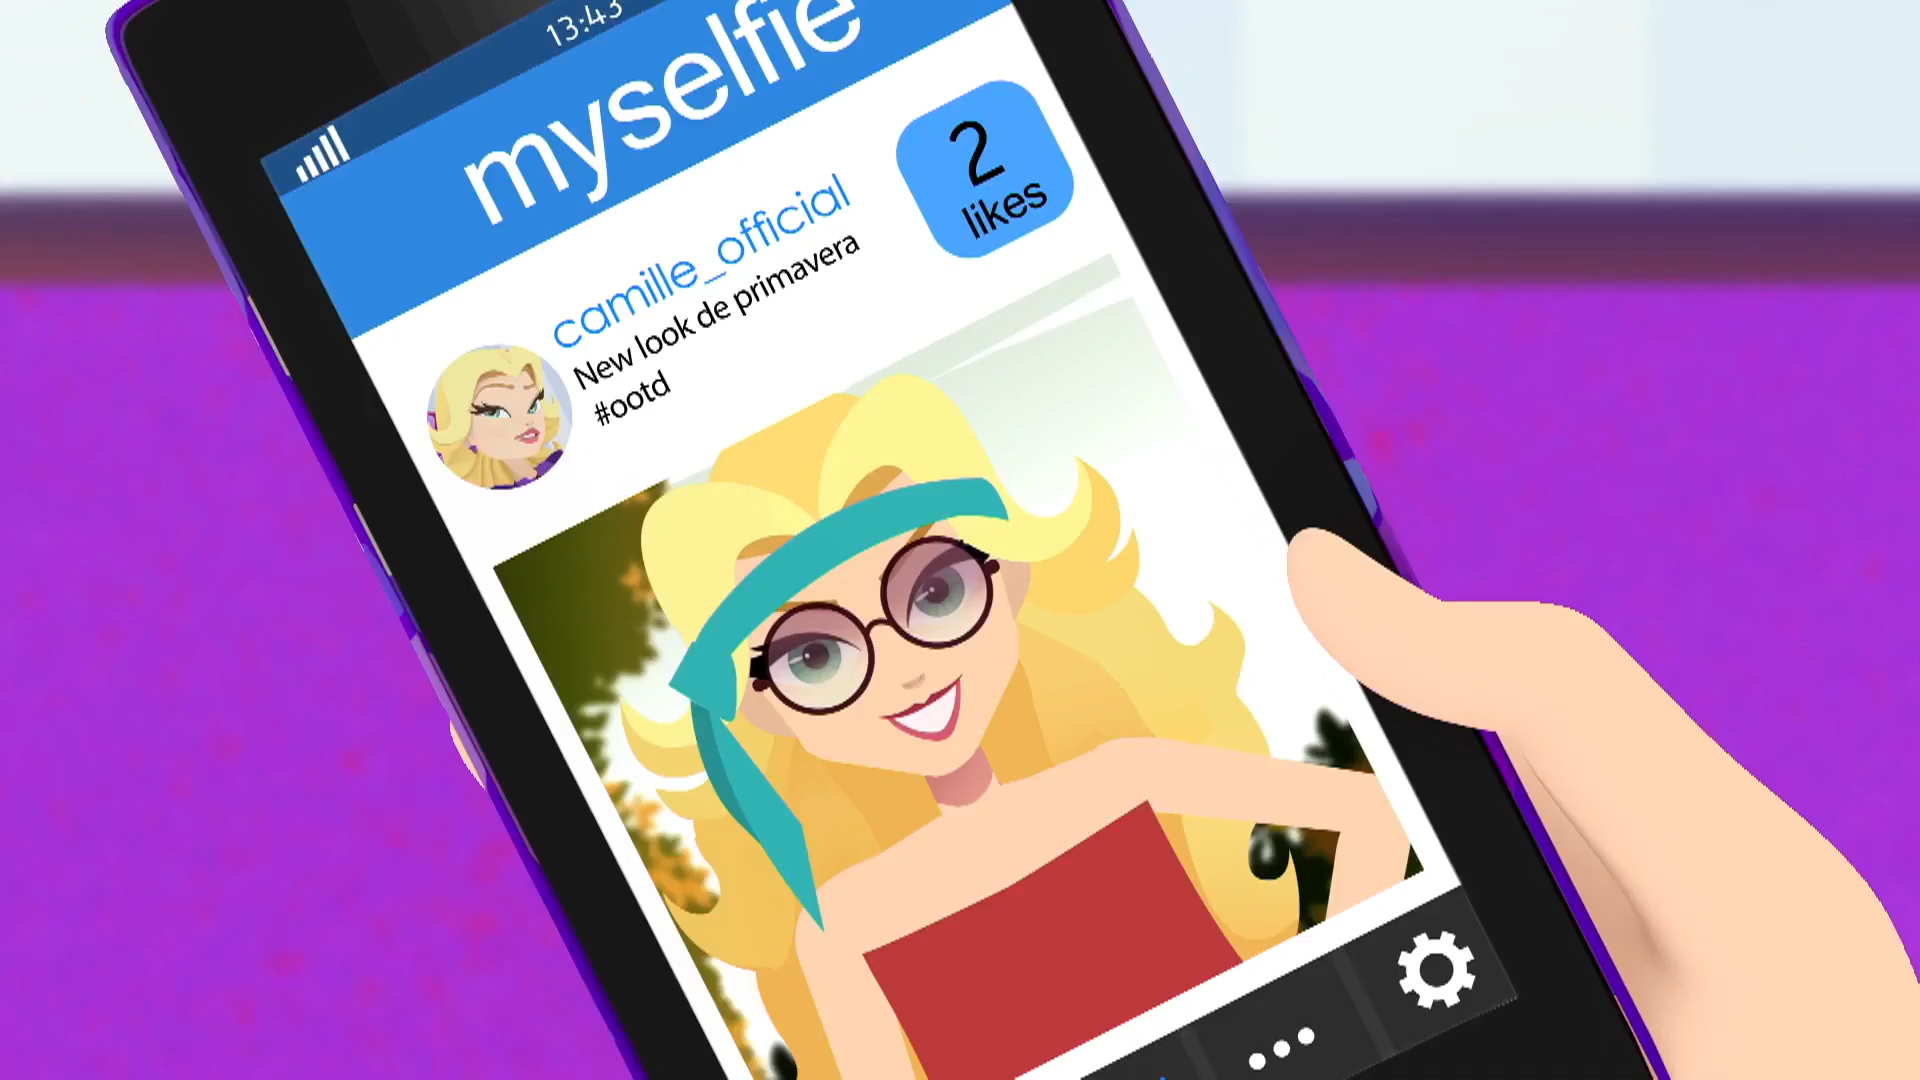 13:43
myselfie
2
likes
camille_official
New look de primavera
#ootd